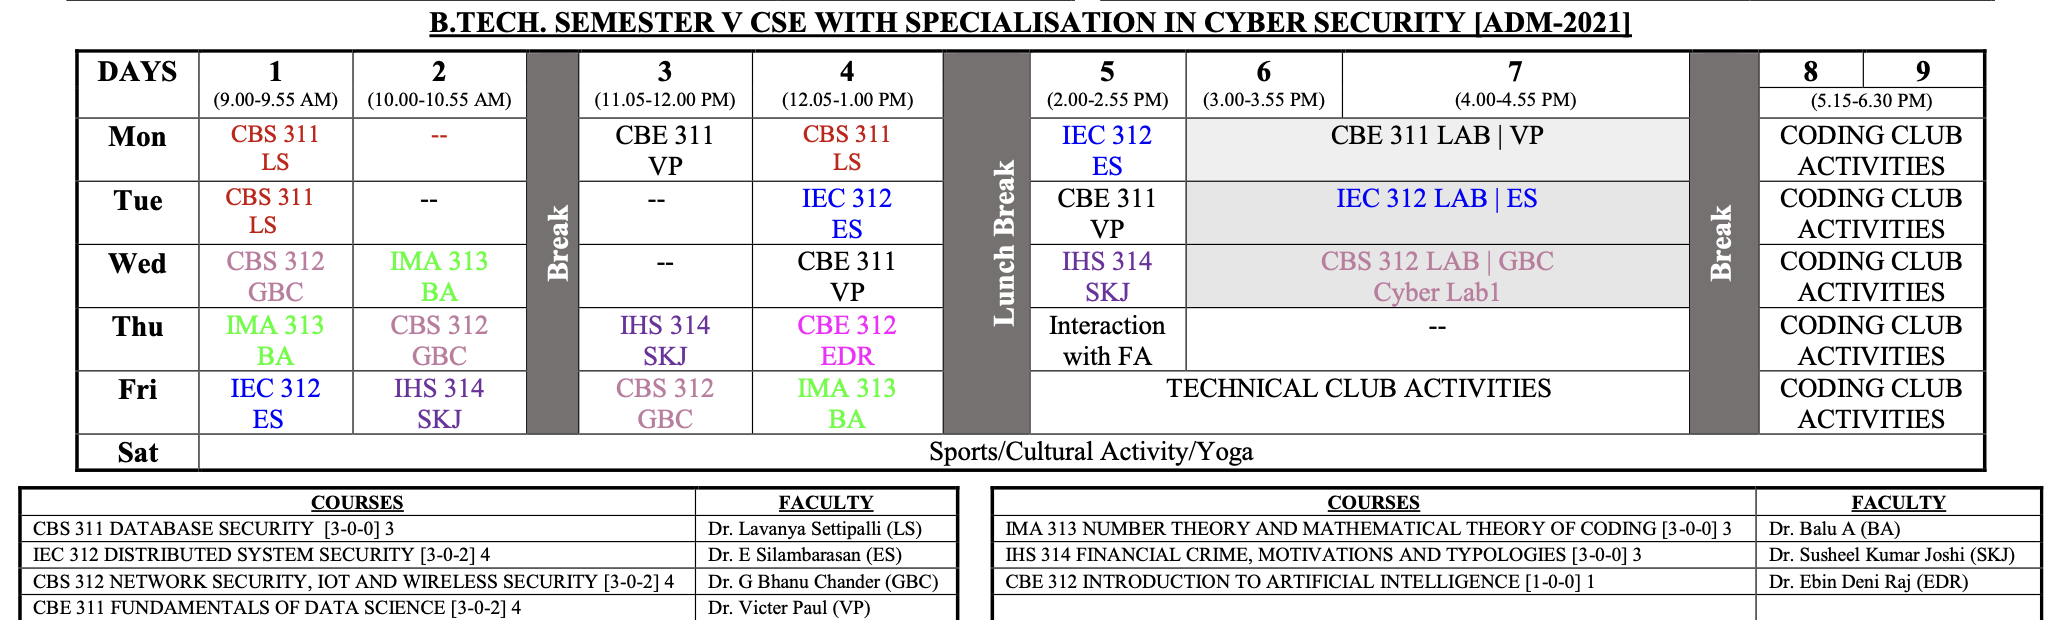 B.TECH. SEMESTER V CSE WITH SPECIALISATION IN CYBER SECURITY [ADM-2021]
DAYS 1 2 Break 3 4 Lunch Break 5 6 7 Break 8 9
(9.00-9.55 AM) (10.00-10.55 AM) (11.05-12.00 PM) (12.05-1.00 PM) (2.00-2.55 PM) (3.00-3.55 PM) (4.00-4.55 PM) (5.15-6.30 PM)
Mon CBS 311 -- CBE 311 CBS 311 IEC 312 CBE 311 LAB | VP CODING CLUB
LS VP LS ES ACTIVITIES
Tue CBS 311 -- -- IEC 312 CBE 311 IEC 312 LAB | ES CODING CLUB
LS ES VP ACTIVITIES
Wed CBS 312 IMA 313 -- CBE 311 IHS 314 CBS 312 LAB | GBC CODING CLUB
GBC BA VP SKJ Cyber Lab1 ACTIVITIES
Thu IMA 313 CBS 312 IHS 314 CBE 312 Interaction -- CODING CLUB
BA GBC SKJ EDR with FA ACTIVITIES
Fri IEC 312 IHS 314 CBS 312 IMA 313 TECHNICAL CLUB ACTIVITIES CODING CLUB
ES SKJ GBC BA ACTIVITIES
Sat Sports/Cultural Activity/Yoga
COURSES FACULTY
CBS 311 DATABASE SECURITY [3-0-0] 3 Dr. Lavanya Settipalli (LS)
IEC 312 DISTRIBUTED SYSTEM SECURITY [3-0-2] 4 Dr. E Silambarasan (ES)
CBS 312 NETWORK SECURITY, IOT AND WIRELESS SECURITY [3-0-2] 4 Dr. G Bhanu Chander (GBC)
CBE 311 FUNDAMENTALS OF DATA SCIENCE [3-0-2] 4 Dr. Victer Paul (VP)
COURSES FACULTY
IMA 313 NUMBER THEORY AND MATHEMATICAL THEORY OF CODING [3-0-0] 3 Dr. Balu A (BA)
IHS 314 FINANCIAL CRIME, MOTIVATIONS AND TYPOLOGIES [3-0-0] 3 Dr. Susheel Kumar Joshi (SKJ)
CBE 312 INTRODUCTION TO ARTIFICIAL INTELLIGENCE [1-0-0] 1 Dr. Ebin Deni Raj (EDR)